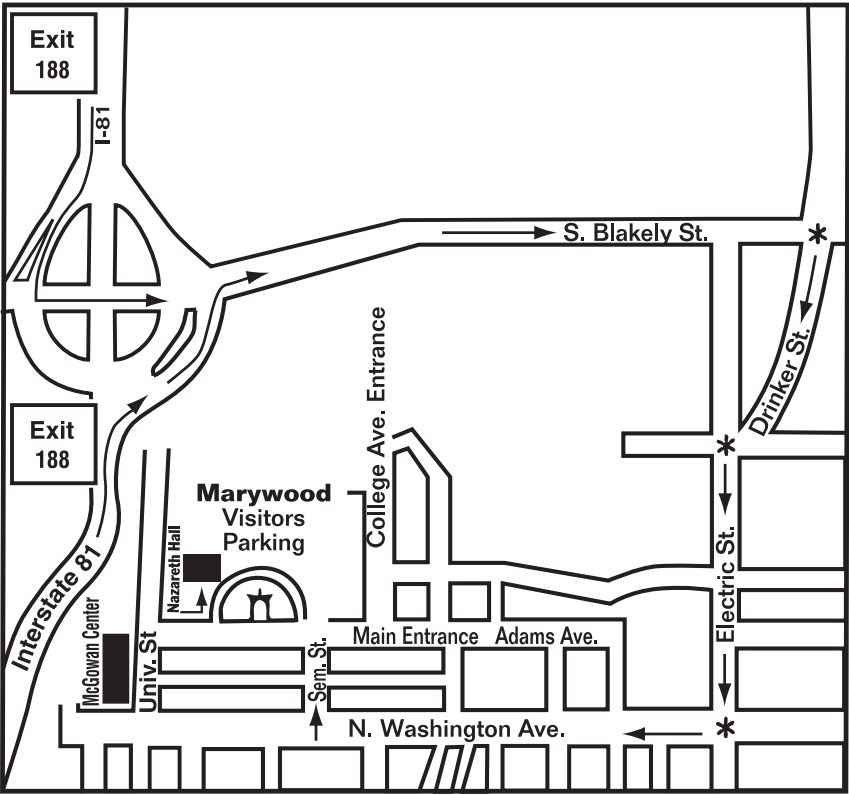 Exit
188
I-81
S. Blakely St.
*
Drinker St.
College Ave. Entrance
Exit
188
*
Marywood
Visitors
Parking
Nazareth Hall
Electric St.
Interstate 81
McGowan Center
Univ. St
Sem. St.
Main Entrance Adams Ave.
N. Washington Ave.
*